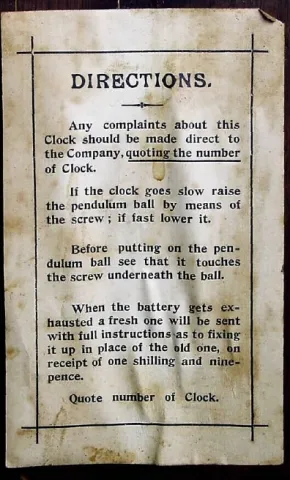 DIRECTIONS.
Any complaints about this
Clock should be made direct to
the Company, quoting the number
of Clock.
If the clock goes slow raise
the pendulum ball by means of
the screw ; if fast lower it.
Before putting on the pen-
dulum ball see that it touches
the screw underneath the ball.
When the battery gets ex-
hausted a fresh one will be sent
with full instructions as to fixing
it up in place of the old one, on
receipt of one shilling and nine-
pence.
Quote number of Clock.